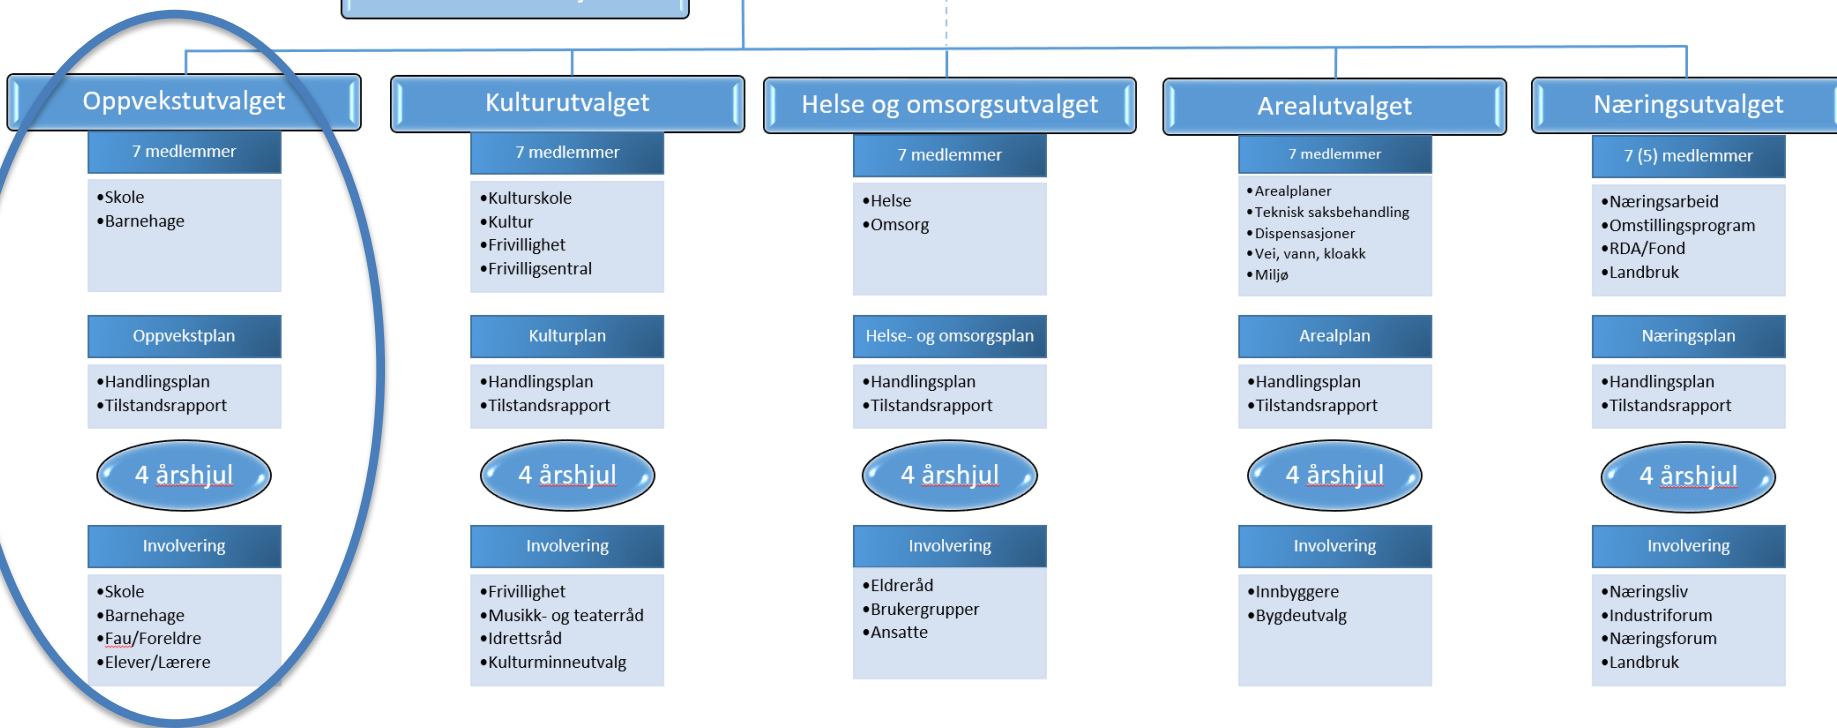 Oppvekstutvalget
7 medlemmer
•Skole
•Barnehage
Oppvekstplan
•Handlingsplan
•Tilstandsrapport
4 årshjul
Involvering
•Skole
•Barnehage
•Fau/Foreldre
•Elever/Lærere
Kulturutvalget
7 medlemmer
•Kulturskole
•Kultur
•Frivillighet
•Frivilligsentral
Kulturplan
•Handlingsplan
•Tilstandsrapport
4 årshjul
Involvering
•Frivillighet
•Musikk- og teaterråd
•Idrettsråd
•Kulturminneutvalg
Helse og omsorgsutvalget
7 medlemmer
•Helse
•Omsorg
Helse- og omsorgsplan
•Handlingsplan
•Tilstandsrapport
4 årshjul
Involvering
•Eldreråd
•Brukergrupper
•Ansatte
Arealutvalget
7 medlemmer
•Arealplaner
•Teknisk saksbehandling
•Dispensasjoner
•Vei, vann, kloakk
•Miljø
Arealplan
•Handlingsplan
•Tilstandsrapport
4 årshjul
Involvering
•Innbyggere
•Bygdeutvalg
Næringsutvalget
7 (5) medlemmer
•Næringsarbeid
•Omstillingsprogram
•RDA/Fond
•Landbruk
Næringsplan
•Handlingsplan
•Tilstandsrapport
4 årshjul
Involvering
•Næringsliv
•Industriforum
•Næringsforum
•Landbruk